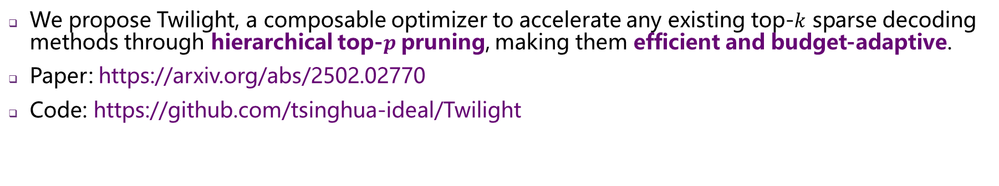 ❑ We propose Twilight, a composable optimizer to accelerate any existing top-k sparse decoding
methods through hierarchical top-p pruning, making them efficient and budget-adaptive.
❑ Paper: https://arxiv.org/abs/2502.02770
❑ Code: https://github.com/tsinghua-ideal/Twilight